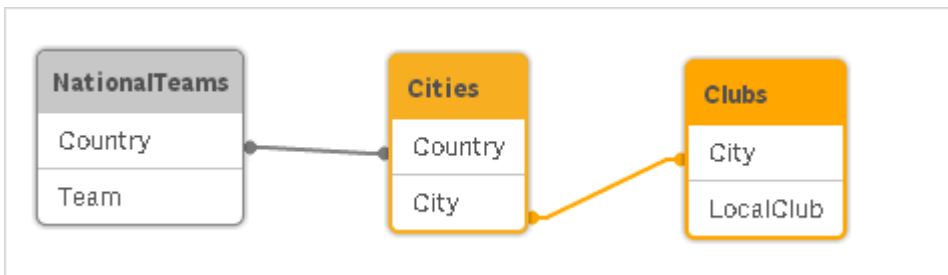 NationalTeams
Country
Team
Cities
Country
City
Clubs
City
LocalClub